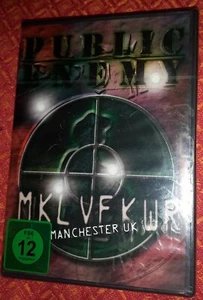 PUBLIC
ENEMY
MKLVFKWR
MANCHESTER UK
FSK
12